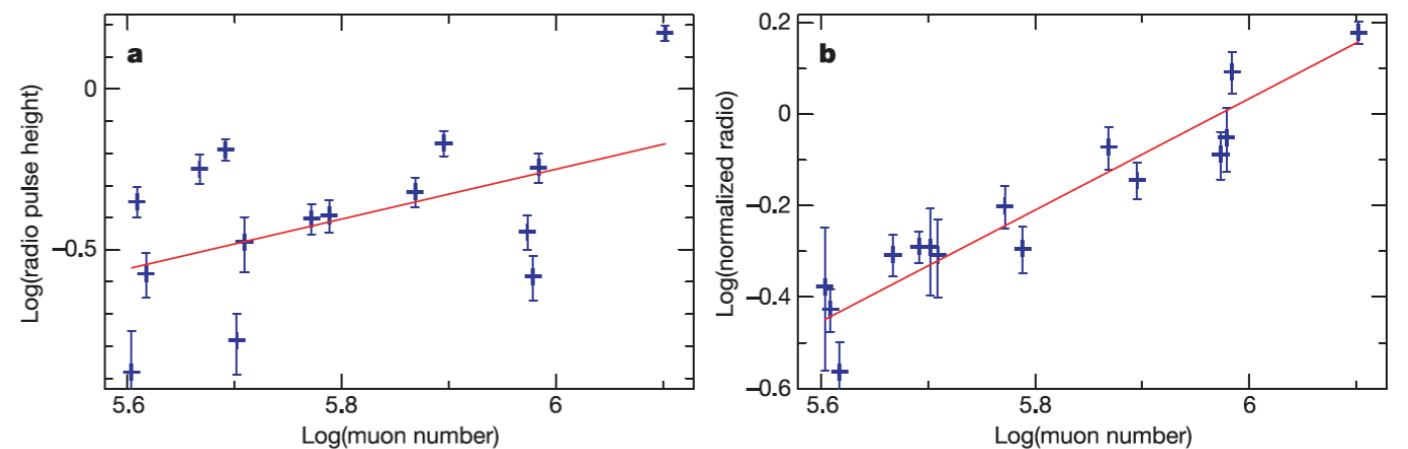 a
Log(radio pulse height)
0
−0.5
5.6 5.8 6
Log(muon number)
b
Log(normalized radio)
0.2
0
−0.2
−0.4
−0.6
5.6 5.8 6
Log(muon number)